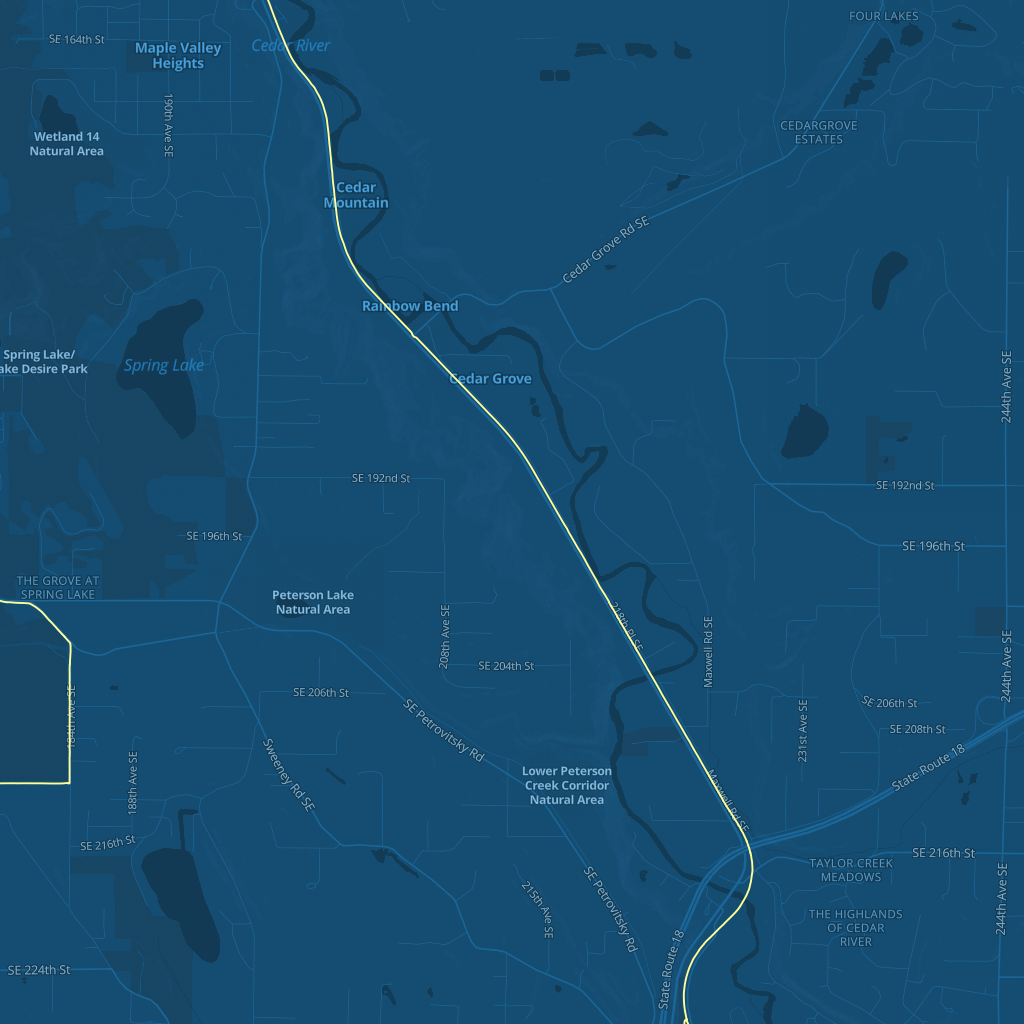 FOUR LAKES
SE 164th St
Maple Valley
Heights
Cedar River
190th Ave SE
Wetland 14
Natural Area
CEDARGROVE
ESTATES
Cedar
Mountain
Cedar Grove Rd SE
Rainbow Bend
Spring Lake/
ake Desire Park
Spring Lake
Cedar Grove
244th Ave SE
SE 192nd St
SE 192nd St
SE 196th St
SE 196th St
THE GROVE AT
SPRING LAKE
Peterson Lake
Natural Area
208th Ave SE
218th Pl SE
Maxwell Rd SE
244th Ave SE
SE 204th St
SE 206th St
184th Ave SE
SE Petrovitsky Rd
231st Ave SE
SE 206th St
SE 208th St
State Route 18
188th Ave SE
Sweeney Rd SE
Lower Peterson
Creek Corridor
Natural Area
Maxwell Rd SE
SE 216th St
SE 216th St
TAYLOR CREEK
MEADOWS
215th Ave SE
SE Petrovitsky Rd
244th Ave SE
THE HIGHLANDS
OF CEDAR
RIVER
SE 224th St
State Route 18